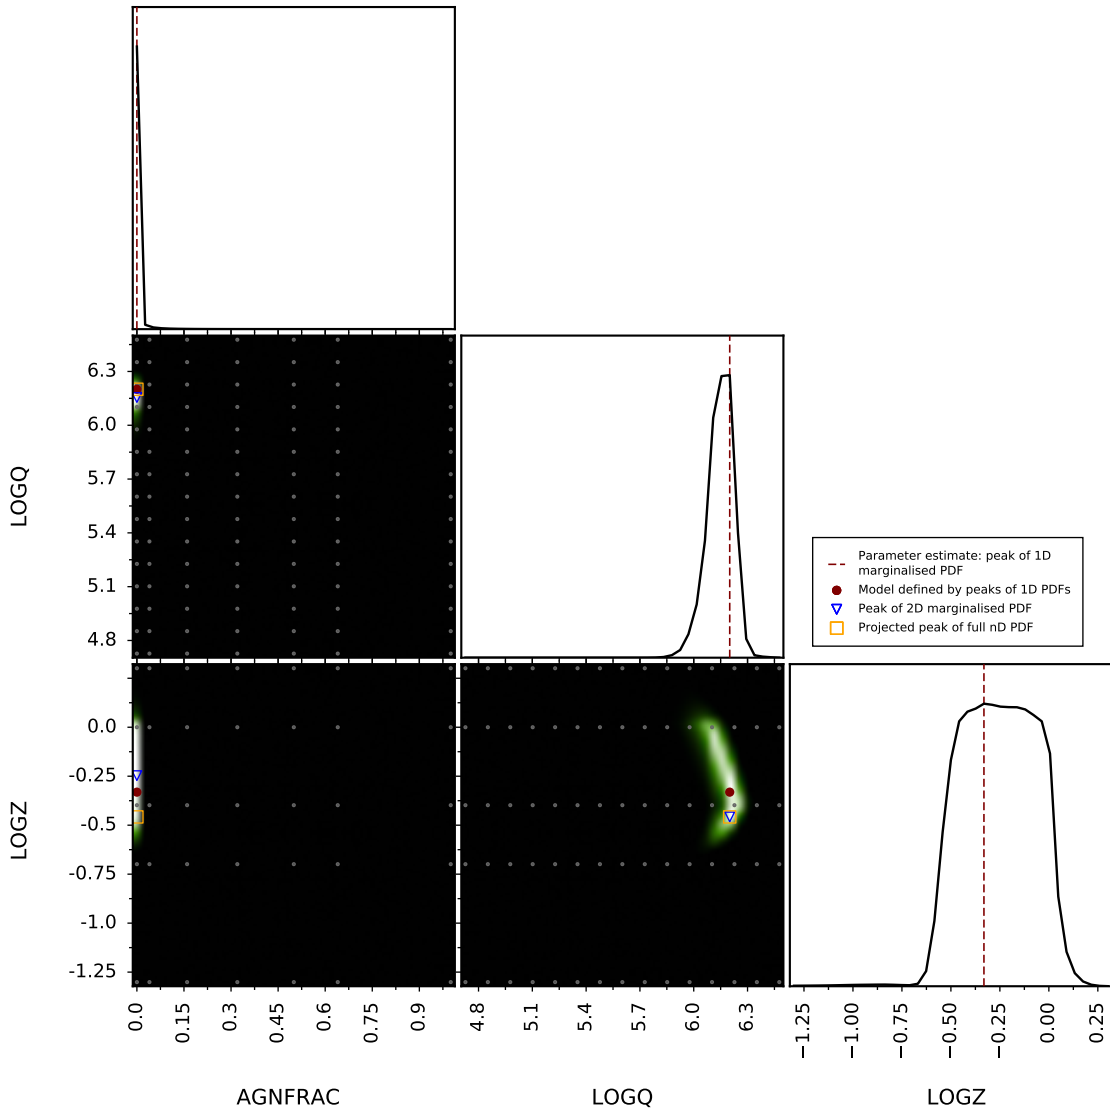 6.3
6.0
5.7
5.4
5.1
4.8
LOGQ
Parameter estimate: peak of 1D
marginalised PDF
Model defined by peaks of 1D PDFs
Peak of 2D marginalised PDF
Projected peak of full nD PDF
0.0
-0.25
-0.5
-0.75
-1.0
-1.25
LOGZ
0.0 0.15 0.3 0.45 0.6 0.75 0.9
4.8 5.1 5.4 5.7 6.0 6.3
−1.25 −1.00 −0.75 −0.50 −0.25 0.00 0.25
AGNFRAC
LOGQ
LOGZ